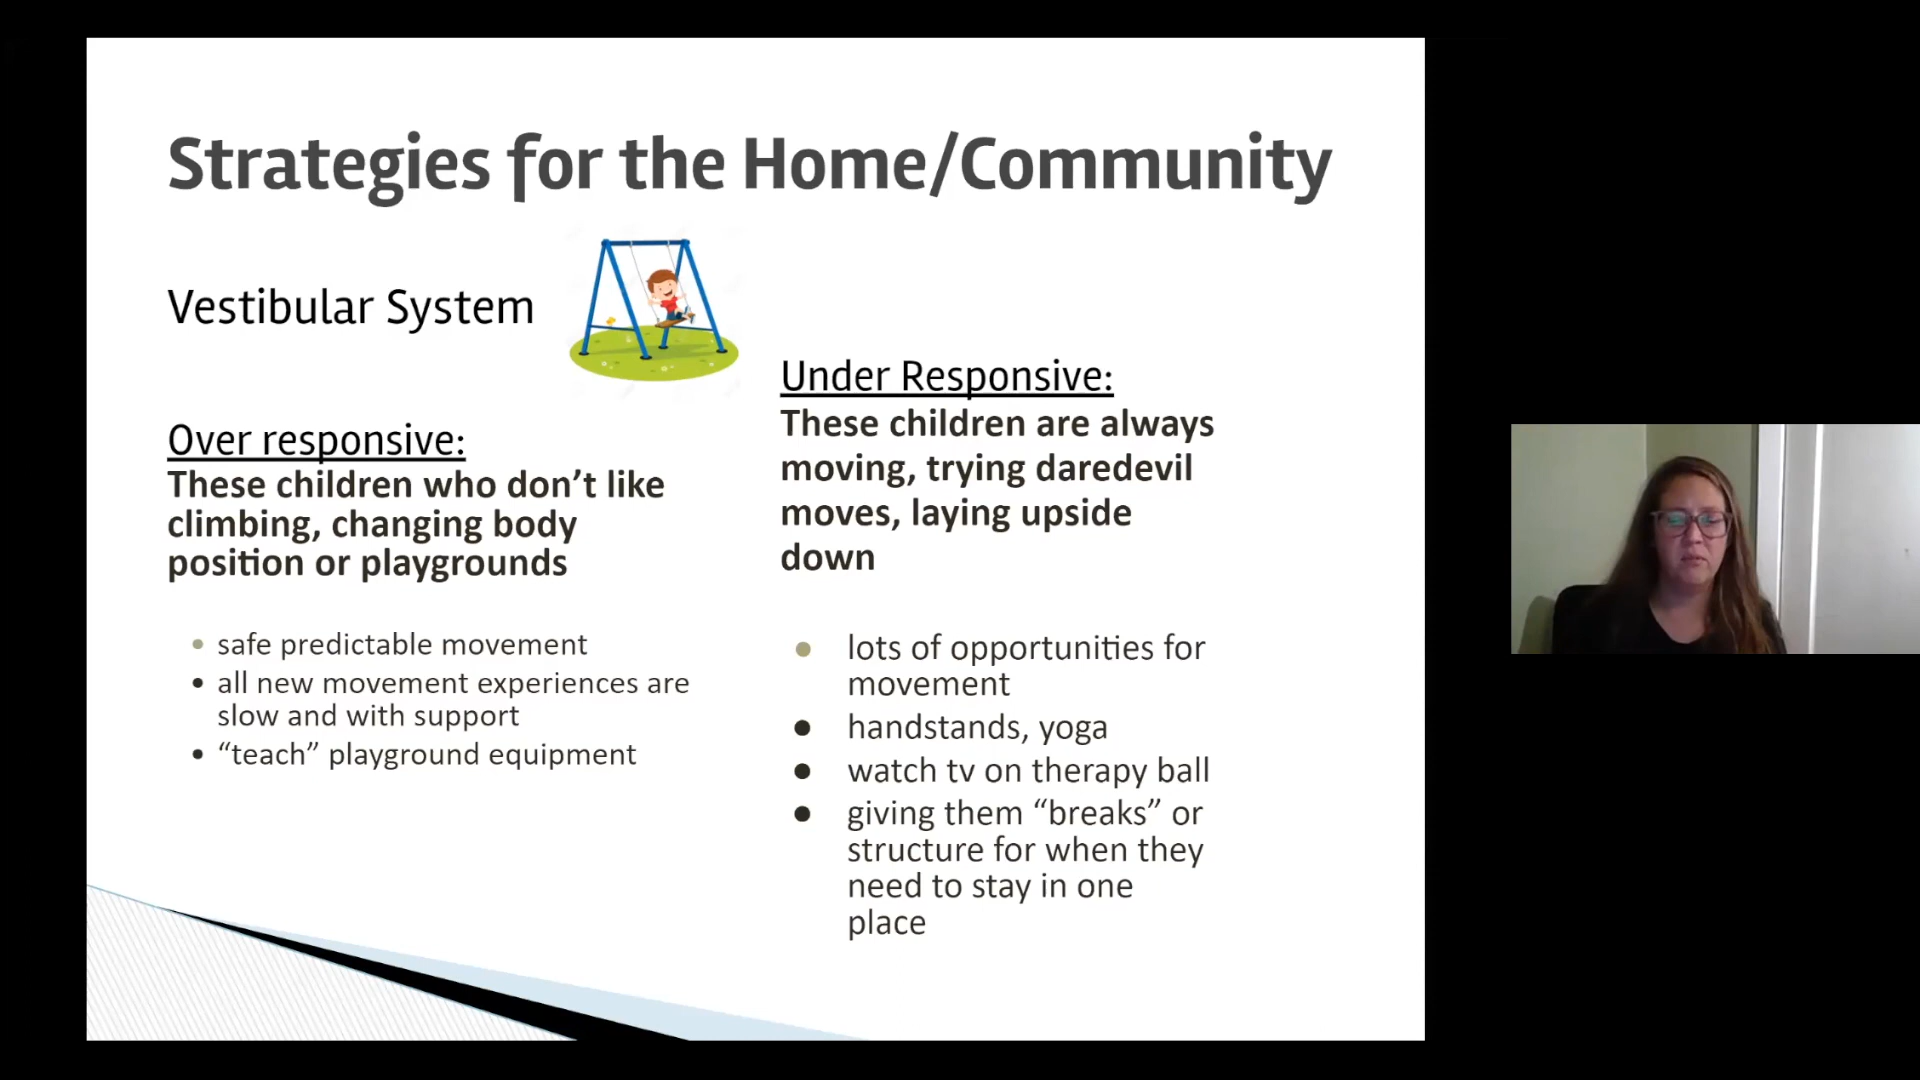 Strategies for the Home/Community
Vestibular System
Over responsive:
These children who don’t like
climbing, changing body
position or playgrounds
• safe predictable movement
• all new movement experiences are
slow and with support
• “teach” playground equipment
Under Responsive:
These children are always
moving, trying daredevil
moves, laying upside
down
● lots of opportunities for
movement
● handstands, yoga
● watch tv on therapy ball
● giving them “breaks” or
structure for when they
need to stay in one
place